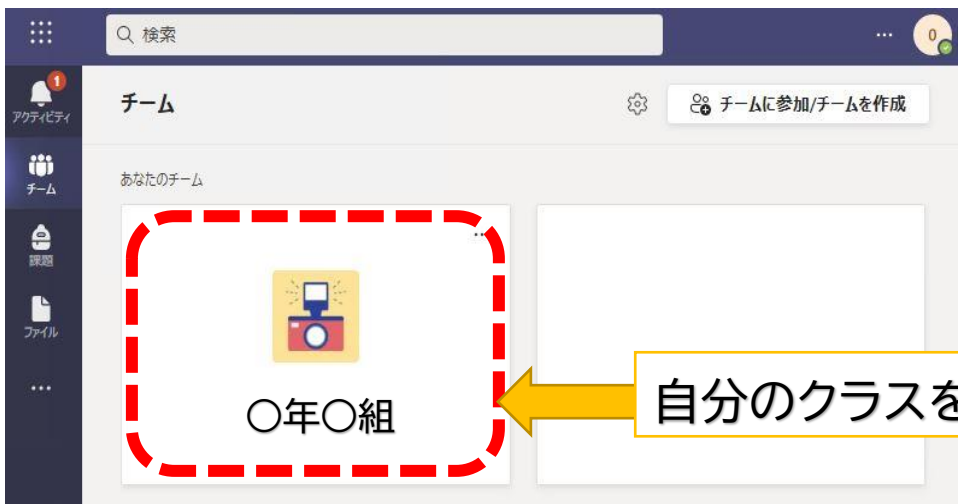 検索
...
0
1
アクティビティ
チーム
チームに参加/チームを作成
チーム
あなたのチーム
課題
...
ファイル
〇年〇組
自分のクラスを
...